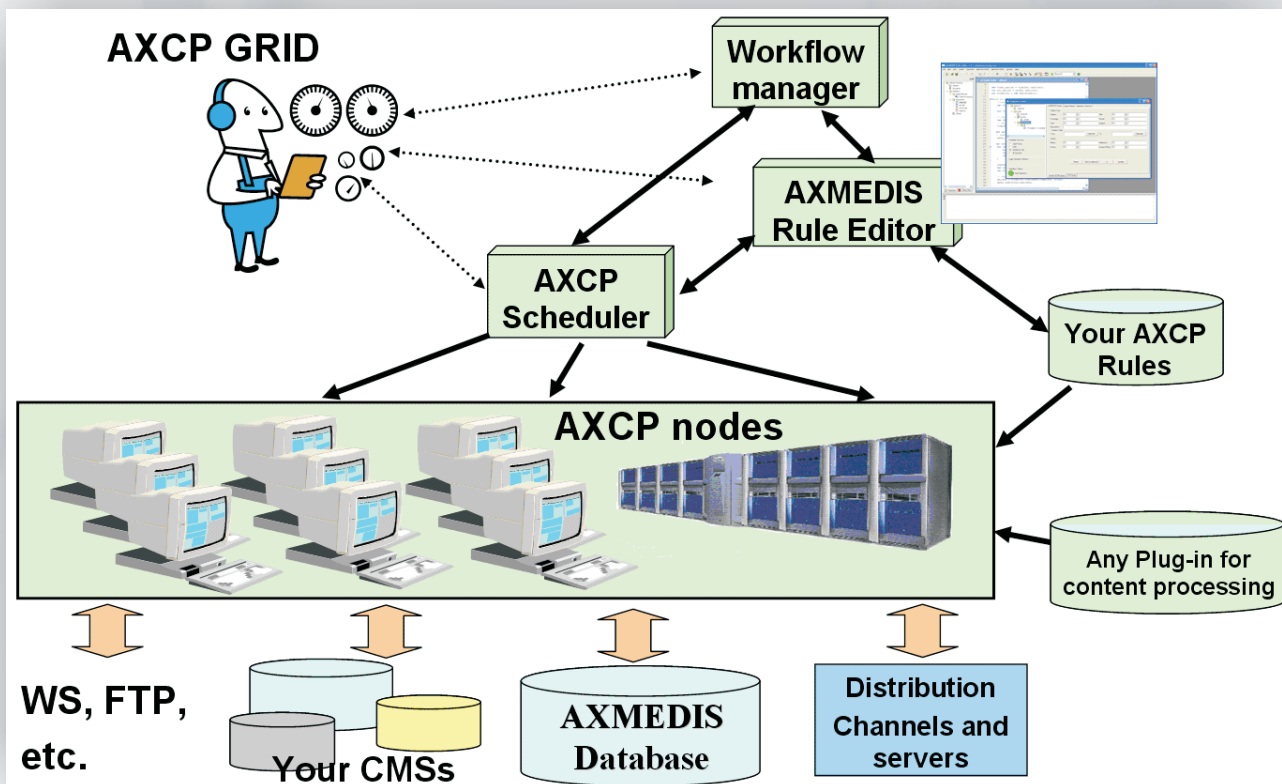 AXCP GRID
Workflow
manager
AXMEDIS
Rule Editor
AXCP
Scheduler
Your AXCP
Rules
AXCP nodes
Any Plug-in for
content processing
WS, FTP,
etc.
Your CMSs
AXMEDIS
Database
Distribution
Channels and
servers